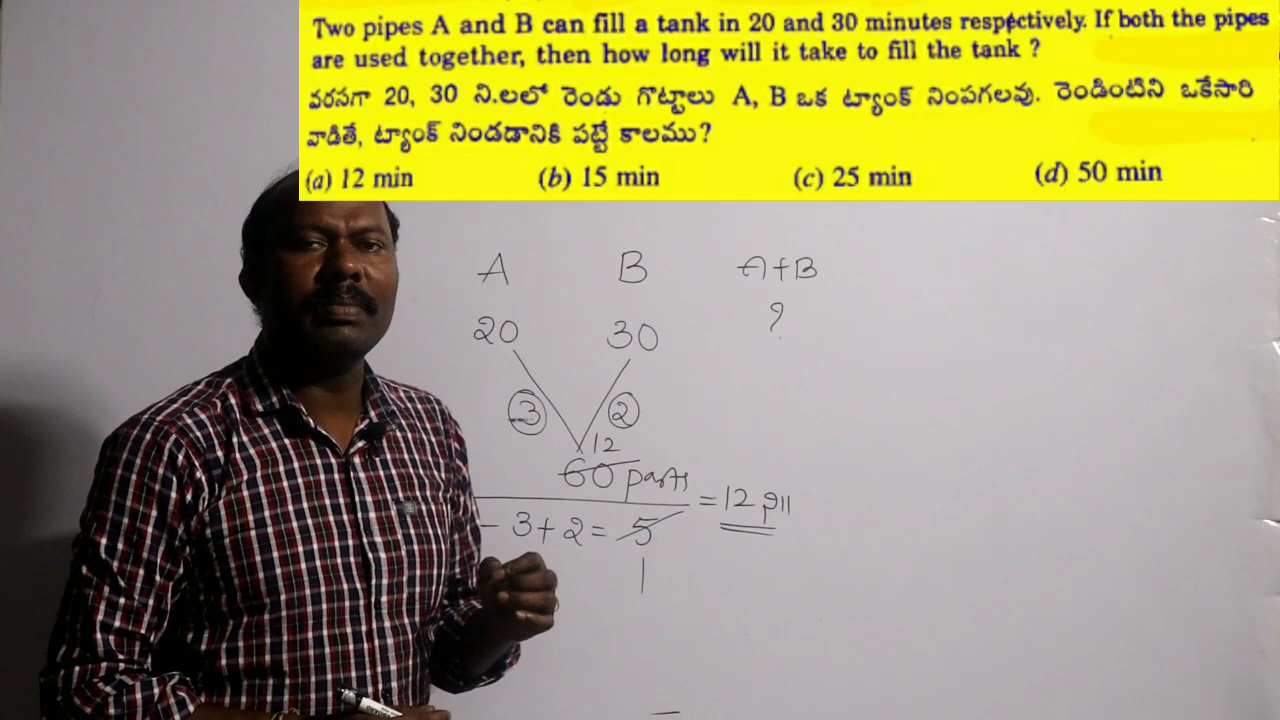 Two pipes A and B can fill a tank in 20 and 30 minutes respectively. If both the pipes
are used together, then how long will it take to fill the tank ?
వరసగా 20, 30 ని.లలో రెండు గొట్టాలు A, B ఒక ట్యాంక్ నింపగలవు. రెండింటిని ఒకేసారి
వాడితే, ట్యాంక్ నిండడానికి పట్టే కాలము?
(a) 12 min (b) 15 min (c) 25 min (d) 50 min
A B A+B
20 30 ?
3 2
12
60 parts
= 12 ని॥
- 3+2= 5
1